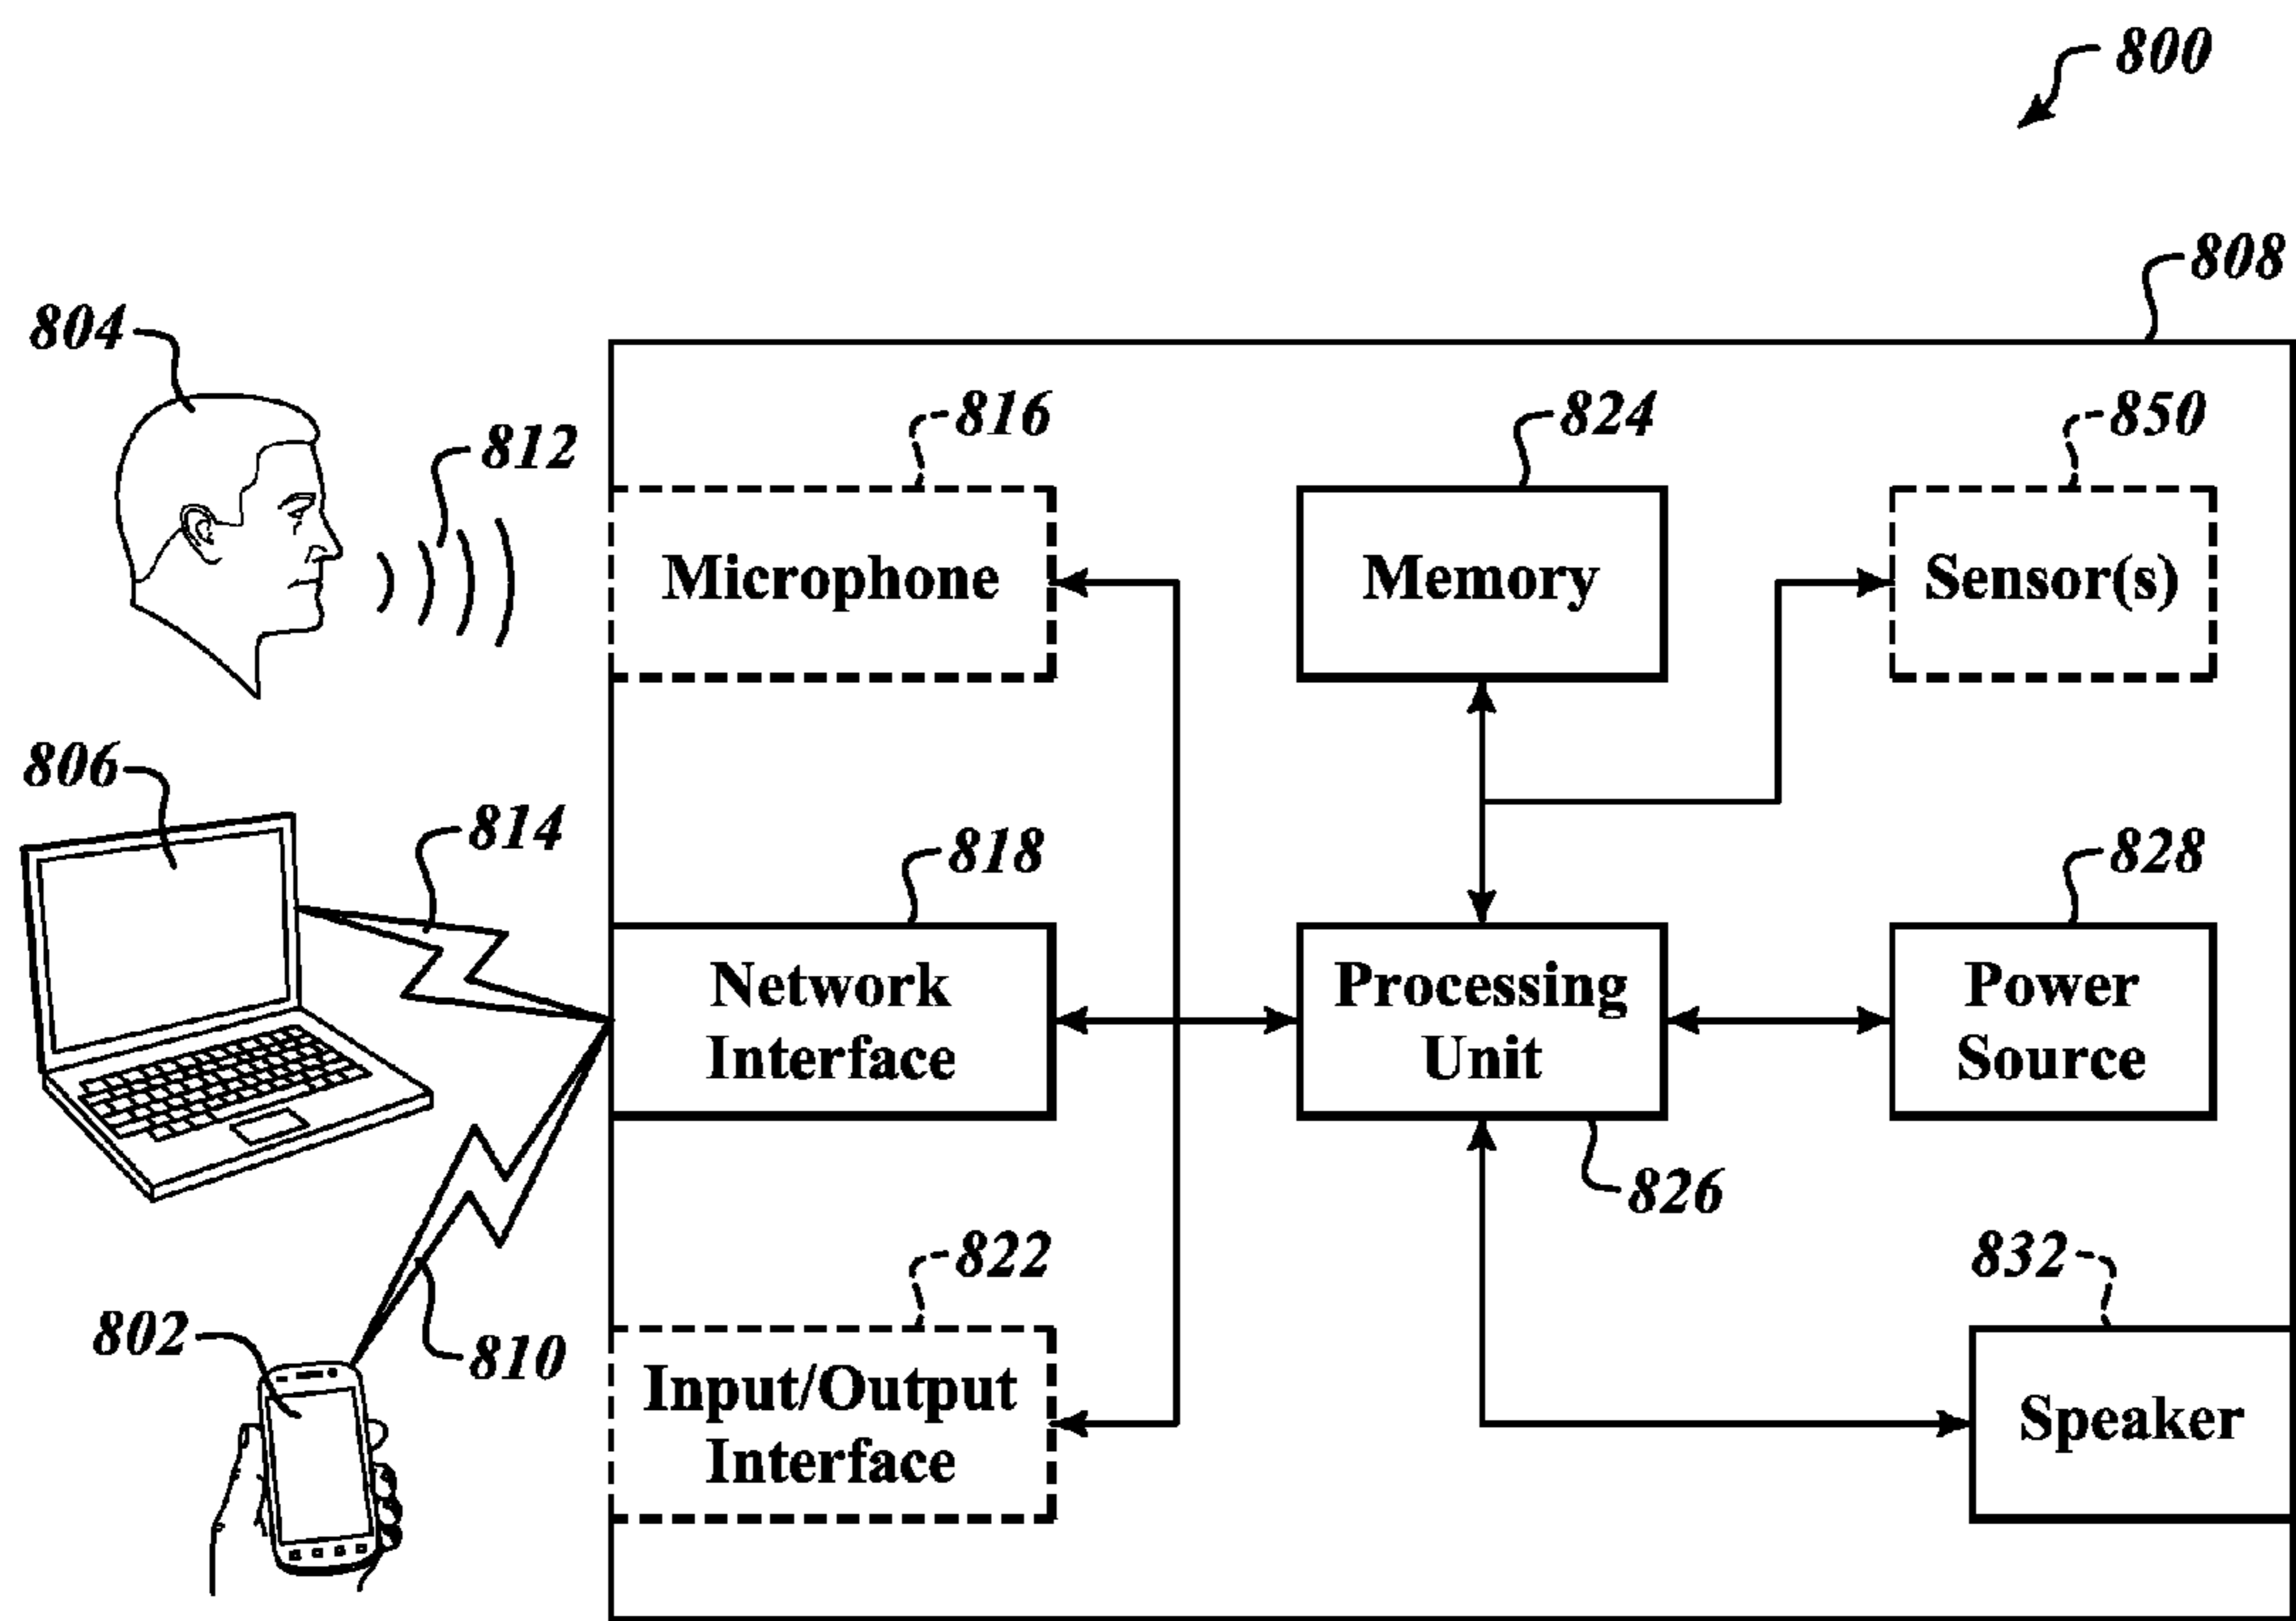 800
808
804
812
816
Microphone
824
Memory
850
Sensor(s)
806
814
818
Network
Interface
Processing
Unit
826
828
Power
Source
802
810
822
Input/Output
Interface
832
Speaker